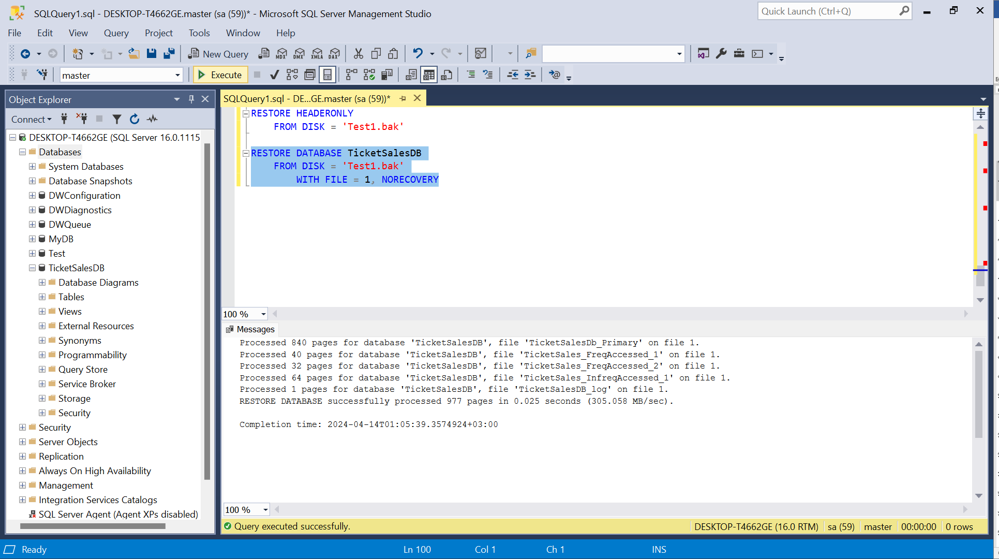 SQLQuery1.sql - DESKTOP-T4662GE.master (sa (59))* - Microsoft SQL Server Management Studio
Quick Launch (Ctrl+Q)
File Edit View Query Project Tools Window Help
New Query MDX DMX XMLA DAX
master Execute
Object Explorer
Connect
DESKTOP-T4662GE (SQL Server 16.0.1115
Databases
System Databases
Database Snapshots
DWConfiguration
DWDiagnostics
DWQueue
MyDB
Test
TicketSalesDB
Database Diagrams
Tables
Views
External Resources
Synonyms
Programmability
Query Store
Service Broker
Storage
Security
Security
Server Objects
Replication
Always On High Availability
Management
Integration Services Catalogs
SQL Server Agent (Agent XPs disabled)
SQLQuery1.sql - DE...GE.master (sa (59))*
RESTORE HEADERONLY
FROM DISK = 'Test1.bak'
RESTORE DATABASE TicketSalesDB
FROM DISK = 'Test1.bak'
WITH FILE = 1, NORECOVERY
100 %
Messages
Processed 840 pages for database 'TicketSalesDB', file 'TicketSalesDb_Primary' on file 1.
Processed 40 pages for database 'TicketSalesDB', file 'TicketSales_FreqAccessed_1' on file 1.
Processed 32 pages for database 'TicketSalesDB', file 'TicketSales_FreqAccessed_2' on file 1.
Processed 64 pages for database 'TicketSalesDB', file 'TicketSales_InfreqAccessed_1' on file 1.
Processed 1 pages for database 'TicketSalesDB', file 'TicketSalesDB_log' on file 1.
RESTORE DATABASE successfully processed 977 pages in 0.025 seconds (305.058 MB/sec).
Completion time: 2024-04-14T01:05:39.3574924+03:00
100 %
Query executed successfully.
DESKTOP-T4662GE (16.0 RTM) sa (59) master 00:00:00 0 rows
Ready Ln 100 Col 1 Ch 1 INS